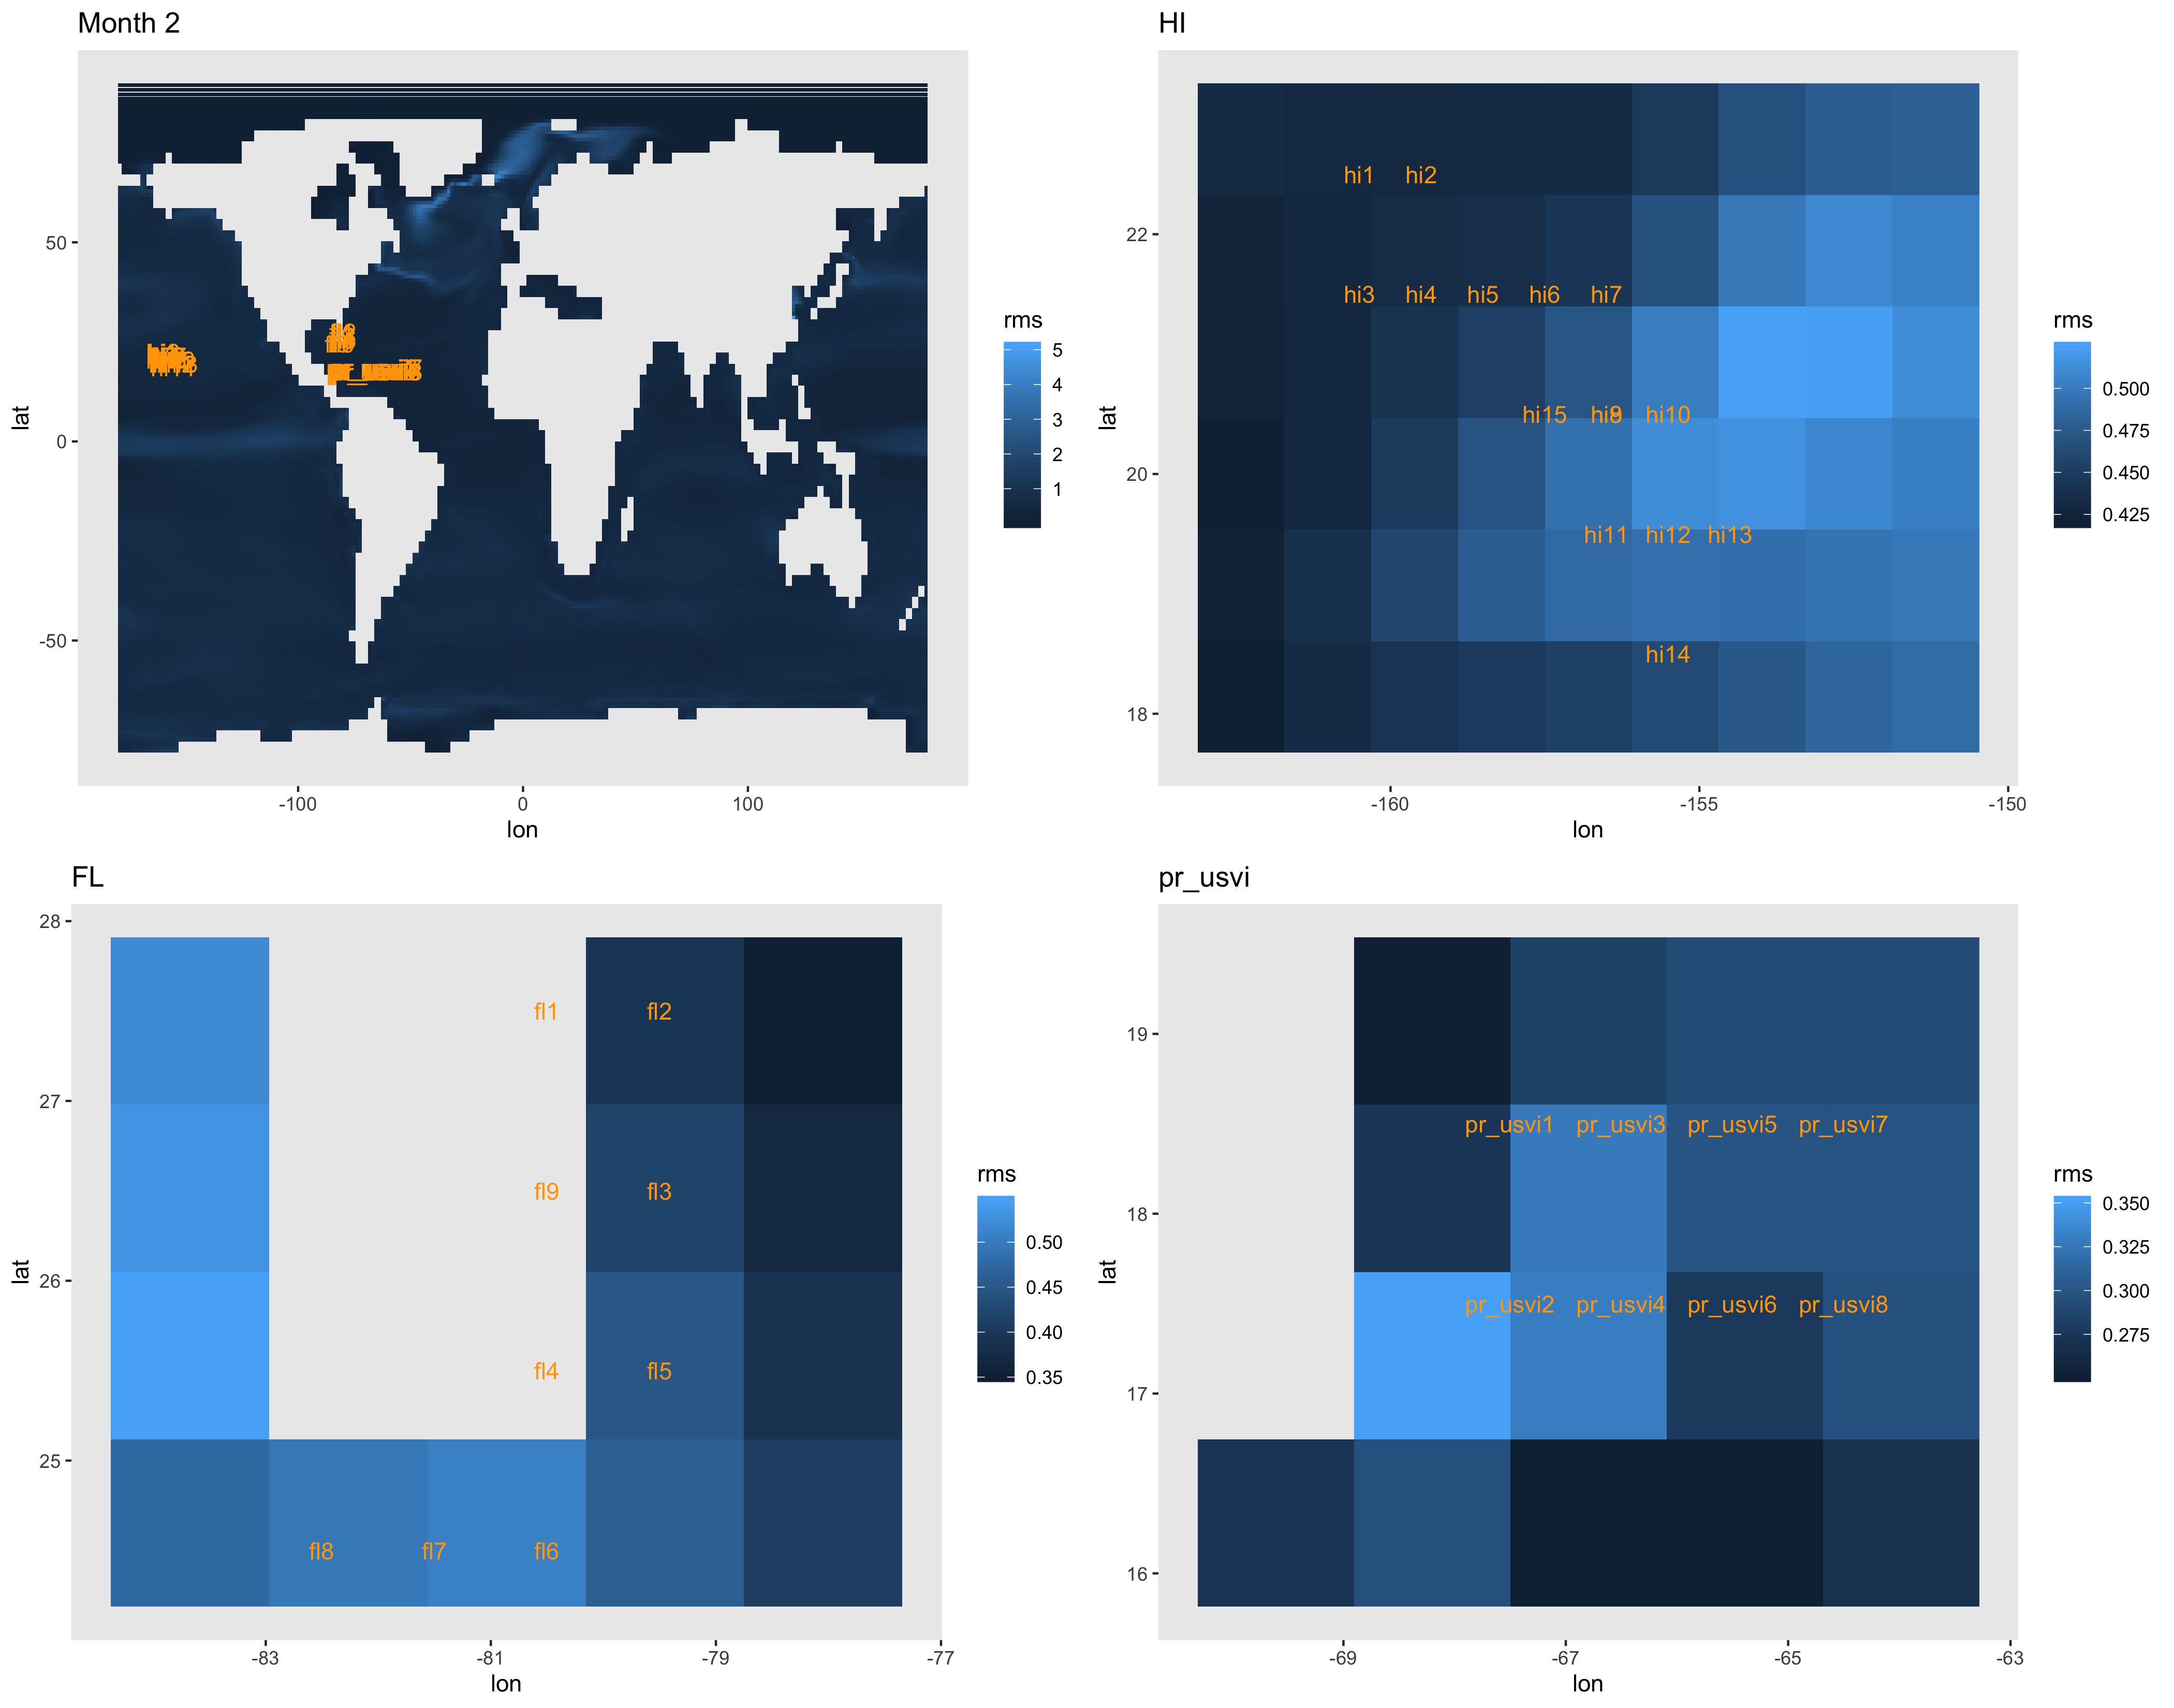 Month 2
50
0
-50
lat
-100
0
100
lon
rms
5
4
3
2
1
HI
hi1 hi2
hi3 hi4 hi5 hi6 hi7
hi15 hi9 hi10
hi11 hi12 hi13
hi14
22
20
18
lat
-160
-155
-150
lon
rms
0.500
0.475
0.450
0.425
FL
fl1 fl2
fl9 fl3
fl4 fl5
fl8 fl7 fl6
28
27
26
25
lat
-83
-81
-79
-77
lon
rms
0.50
0.45
0.40
0.35
pr_usvi
pr_usvi1 pr_usvi3 pr_usvi5 pr_usvi7
pr_usvi2 pr_usvi4 pr_usvi6 pr_usvi8
19
18
17
16
lat
-69
-67
-65
-63
lon
rms
0.350
0.325
0.300
0.275